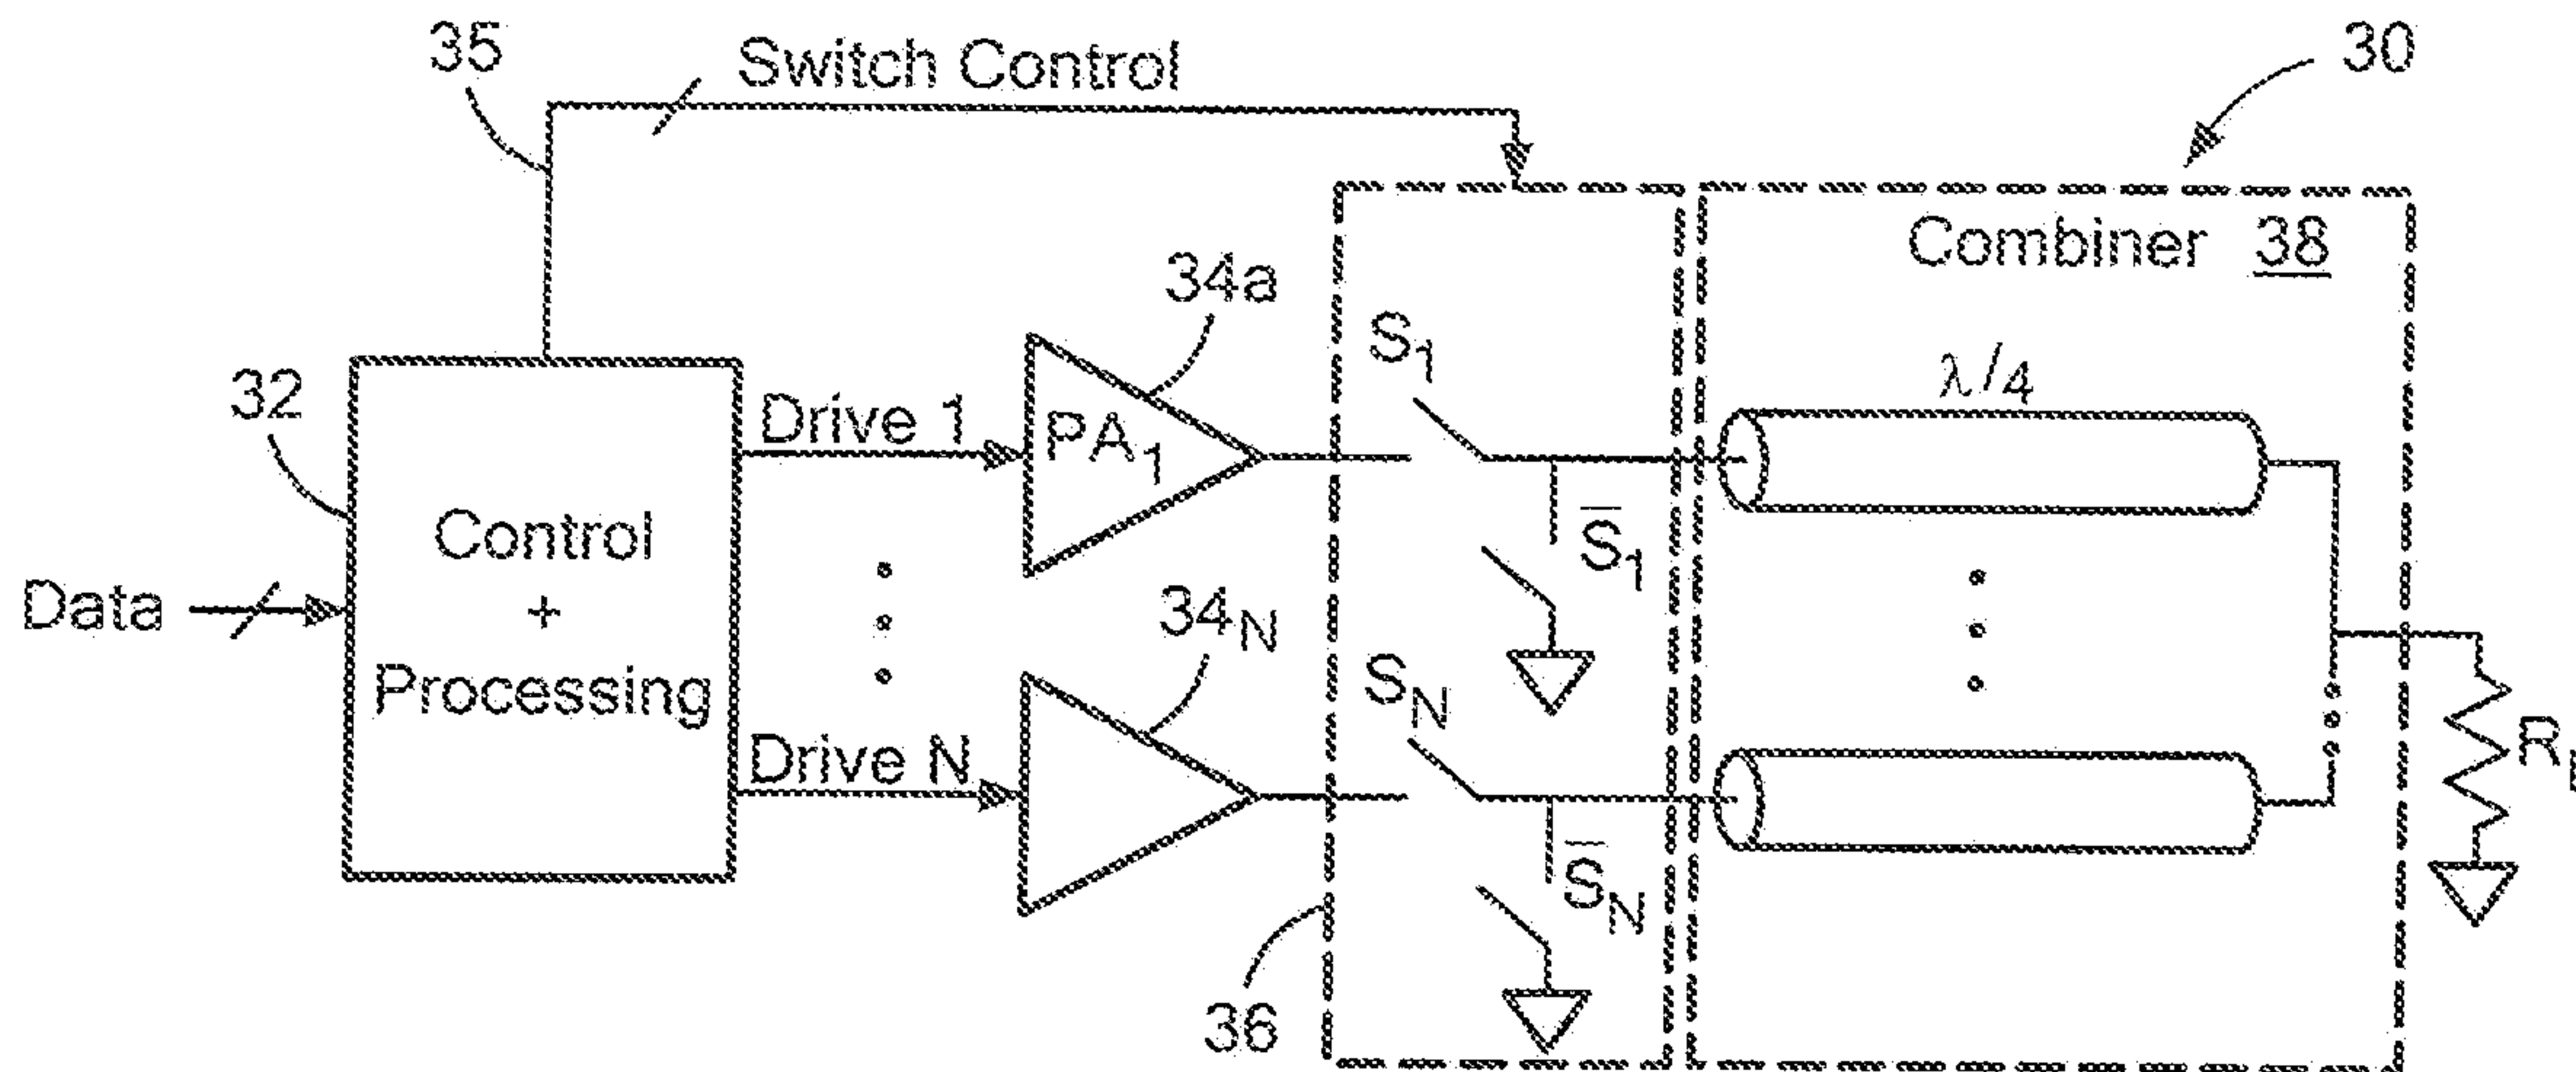 35
Switch Control
30
Combiner 38
34a
S1
λ/4
32
Drive 1
PA1
Control
+
Processing
S̅1
Data
34N
SN
Drive N
RL
S̅N
36